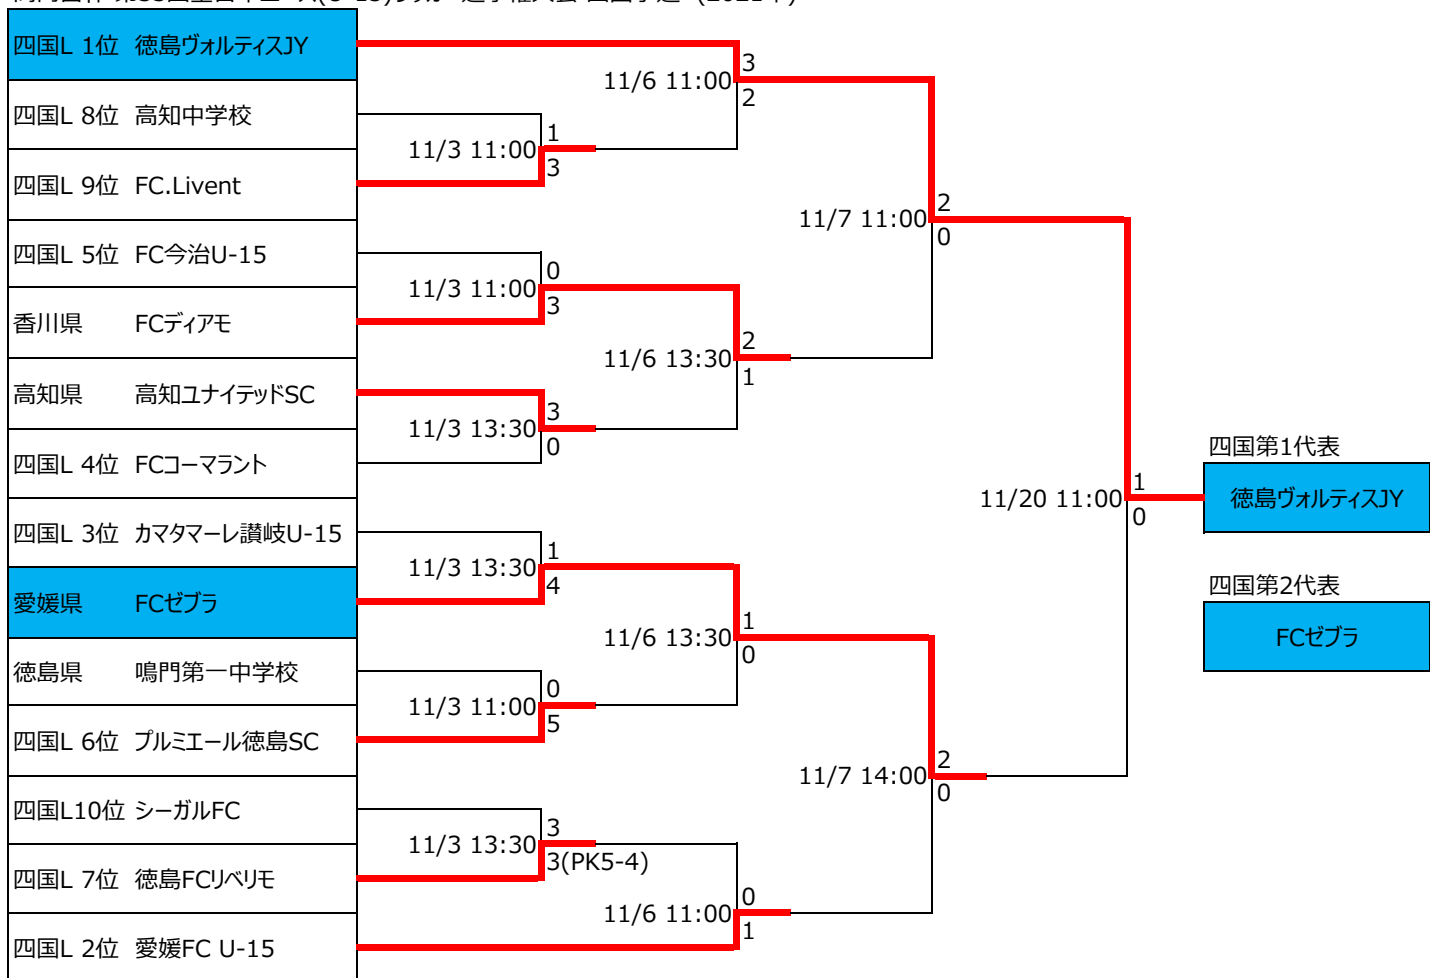 四国L 1位 徳島ヴォルティスJY
四国L 8位 高知中学校
四国L 9位 FC.Livent
四国L 5位 FC今治U-15
香川県 FCディアモ
高知県 高知ユナイテッドSC
四国L 4位 FCコーマラント
四国L 3位 カマタマーレ讃岐U-15
愛媛県 FCゼブラ
徳島県 鳴門第一中学校
四国L 6位 プルミエール徳島SC
四国L10位 シーガルFC
四国L 7位 徳島FCリベリモ
四国L 2位 愛媛FC U-15
11/3 11:00
1
3
11/3 11:00
0
3
11/3 13:30
3
0
11/3 13:30
1
4
11/3 11:00
0
5
11/3 13:30
3
3(PK5-4)
11/6 11:00
3
2
11/6 13:30
2
1
11/6 13:30
1
0
11/6 11:00
0
1
11/7 11:00
2
0
11/7 14:00
2
0
11/20 11:00
1
0
四国第1代表
徳島ヴォルティスJY
四国第2代表
FCゼブラ